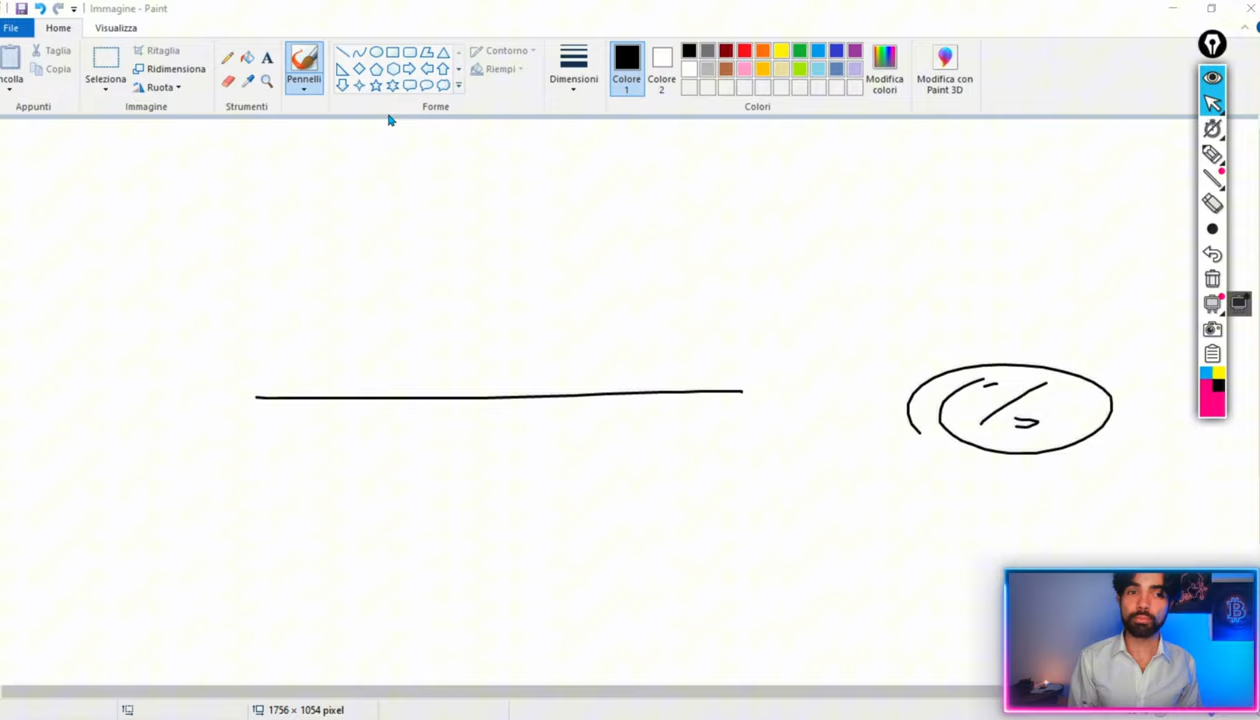 Immagine - Paint
File Home Visualizza
Taglia
Copia
Appunti
Seleziona
Ritaglia
Ridimensiona
Ruota
Immagine
Strumenti
Pennelli
Forme
Contorno
Riempi
Dimensioni
Colore
1
Colore
2
Colori
Modifica
colori
Modifica con
Paint 3D
%
1756 × 1054 pixel